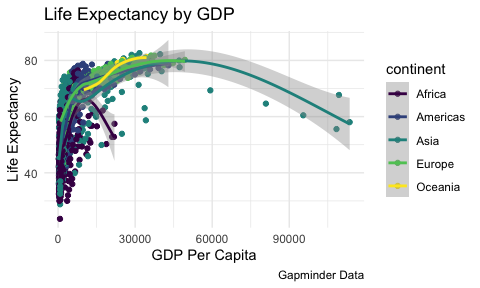 Life Expectancy by GDP
Life Expectancy
80
60
40
0
30000
60000
90000
GDP Per Capita
continent
Africa
Americas
Asia
Europe
Oceania
Gapminder Data